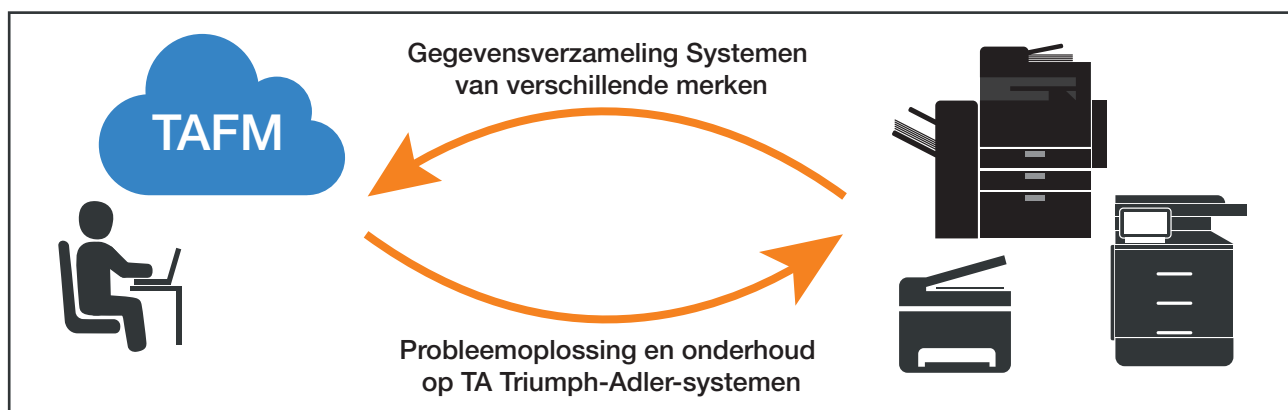 Gegevensverzameling Systemen
van verschillende merken
TAFM
Probleemoplossing en onderhoud
op TA Triumph-Adler-systemen